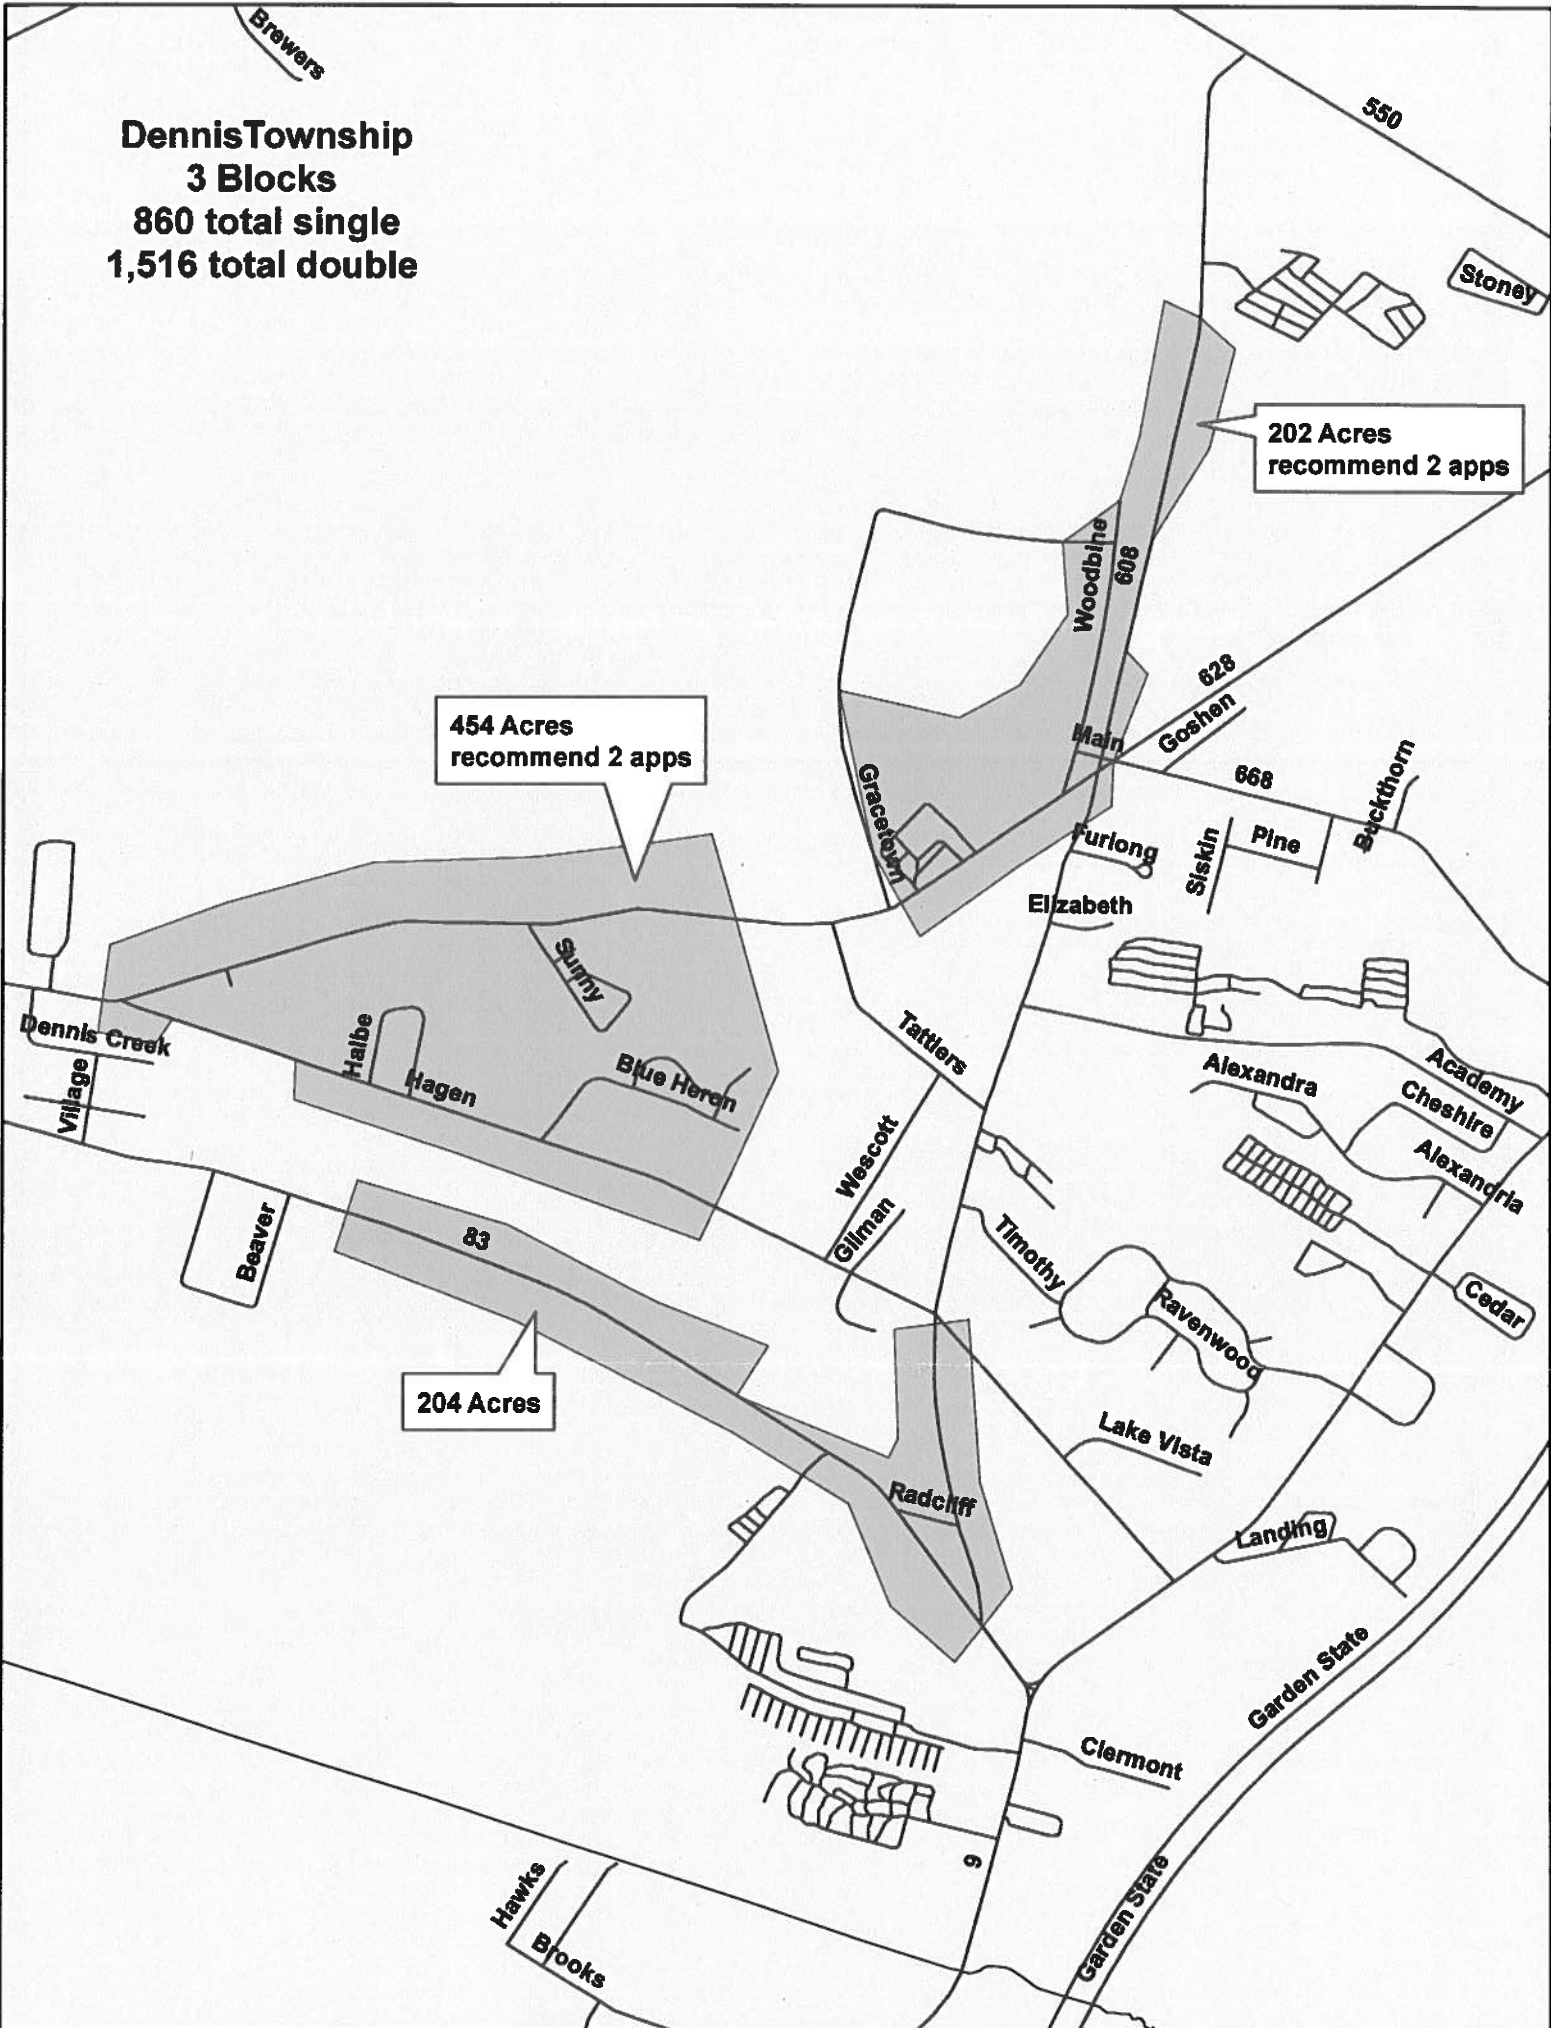 Brewers
DennisTownship
3 Blocks
860 total single
1,516 total double
550
Stoney
202 Acres
recommend 2 apps
Woodbine
608
628
Goshen
Main
668
Buckthorn
454 Acres
recommend 2 apps
Gracetown
Furlong
Siskin
Pine
Elizabeth
Sunny
Dennis Creek
Village
Halbe
Hagen
Blue Heron
Tattlers
Academy
Alexandra
Cheshire
Alexandria
Wescott
Gilman
Beaver
83
Timothy
Ravenwood
Cedar
204 Acres
Lake Vista
Radcliff
Landing
Garden State
Clermont
9
Garden State
Hawks
Brooks